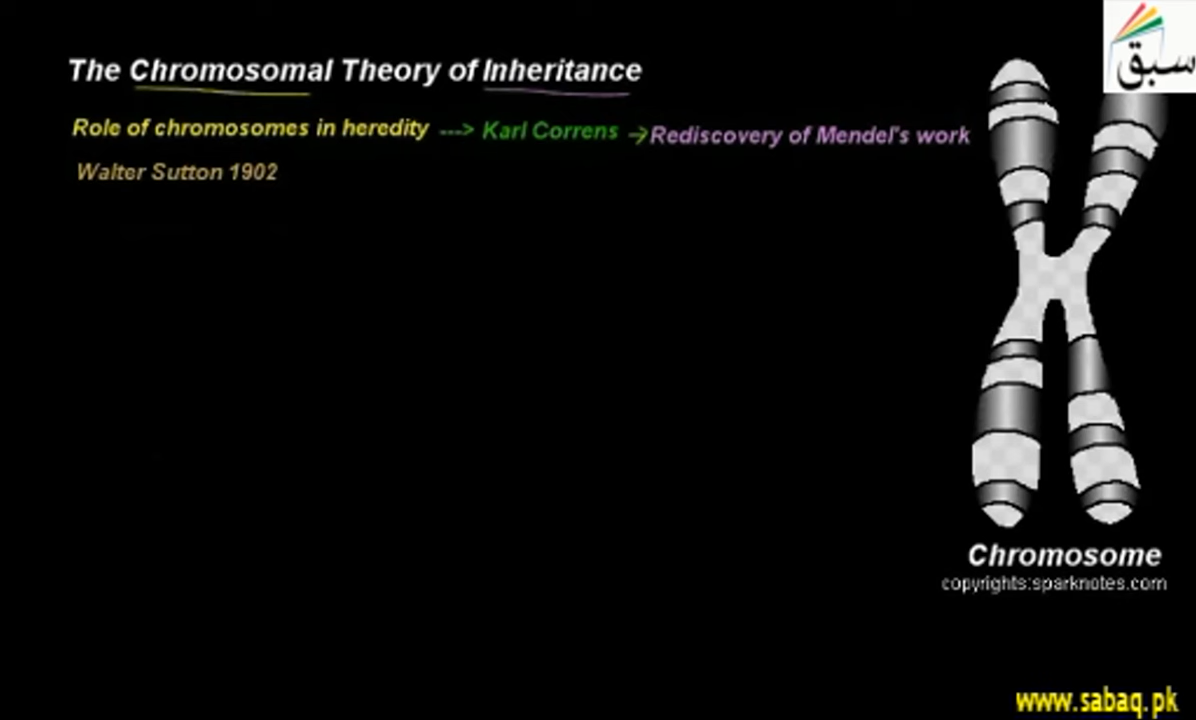 سبق
The Chromosomal Theory of Inheritance
Role of chromosomes in heredity ---> Karl Correns → Rediscovery of Mendel's work
Walter Sutton 1902
Chromosome
copyrights:sparknotes.com
www.sabaq.pk